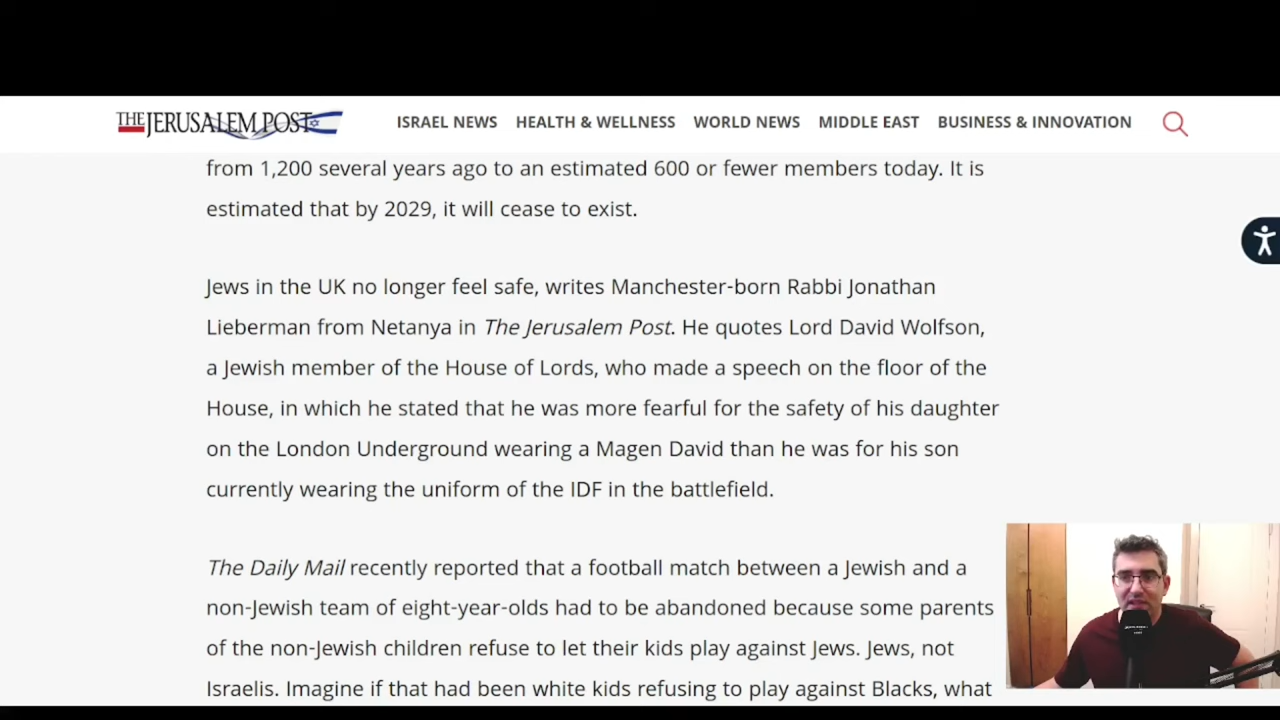 THE JERUSALEM POST
ISRAEL NEWS HEALTH & WELLNESS WORLD NEWS MIDDLE EAST BUSINESS & INNOVATION
from 1,200 several years ago to an estimated 600 or fewer members today. It is
estimated that by 2029, it will cease to exist.
Jews in the UK no longer feel safe, writes Manchester-born Rabbi Jonathan
Lieberman from Netanya in The Jerusalem Post. He quotes Lord David Wolfson,
a Jewish member of the House of Lords, who made a speech on the floor of the
House, in which he stated that he was more fearful for the safety of his daughter
on the London Underground wearing a Magen David than he was for his son
currently wearing the uniform of the IDF in the battlefield.
The Daily Mail recently reported that a football match between a Jewish and a
non-Jewish team of eight-year-olds had to be abandoned because some parents
of the non-Jewish children refuse to let their kids play against Jews. Jews, not
Israelis. Imagine if that had been white kids refusing to play against Blacks, what